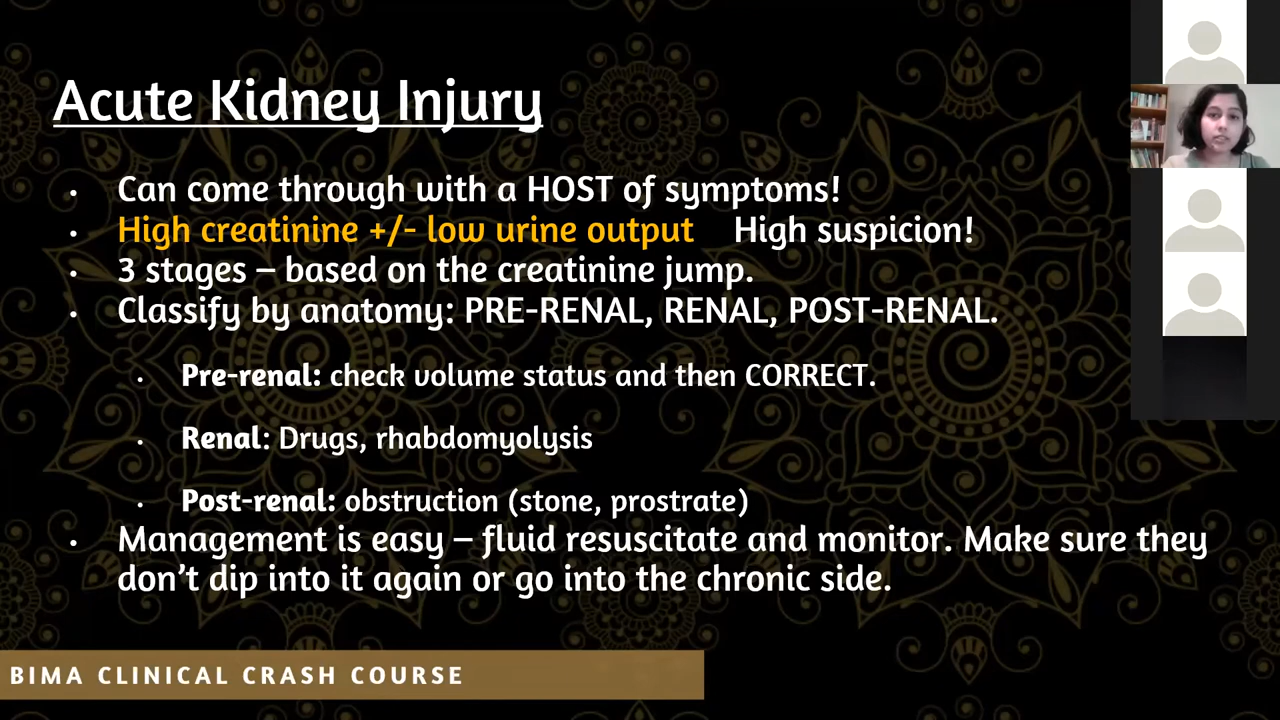 Acute Kidney Injury
• Can come through with a HOST of symptoms!
• High creatinine +/- low urine output High suspicion!
• 3 stages – based on the creatinine jump.
• Classify by anatomy: PRE-RENAL, RENAL, POST-RENAL.
• Pre-renal: check volume status and then CORRECT.
• Renal: Drugs, rhabdomyolysis
• Post-renal: obstruction (stone, prostrate)
• Management is easy – fluid resuscitate and monitor. Make sure they
don’t dip into it again or go into the chronic side.
BIMA CLINICAL CRASH COURSE